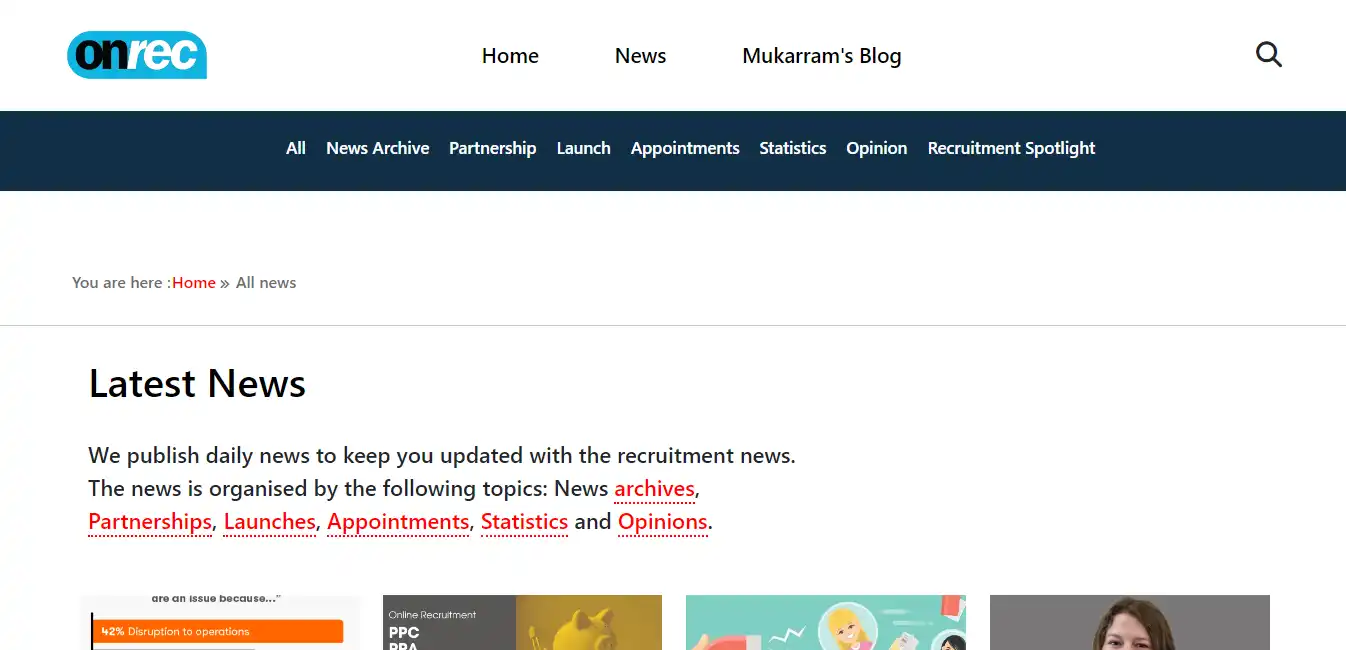 onrec
Home News Mukarram's Blog
All News Archive Partnership Launch Appointments Statistics Opinion Recruitment Spotlight
You are here :Home » All news
Latest News
We publish daily news to keep you updated with the recruitment news.
The news is organised by the following topics: News archives,
Partnerships, Launches, Appointments, Statistics and Opinions.
are an issue because..."
42% Disruption to operations
Online Recruitment
PPC
PPA